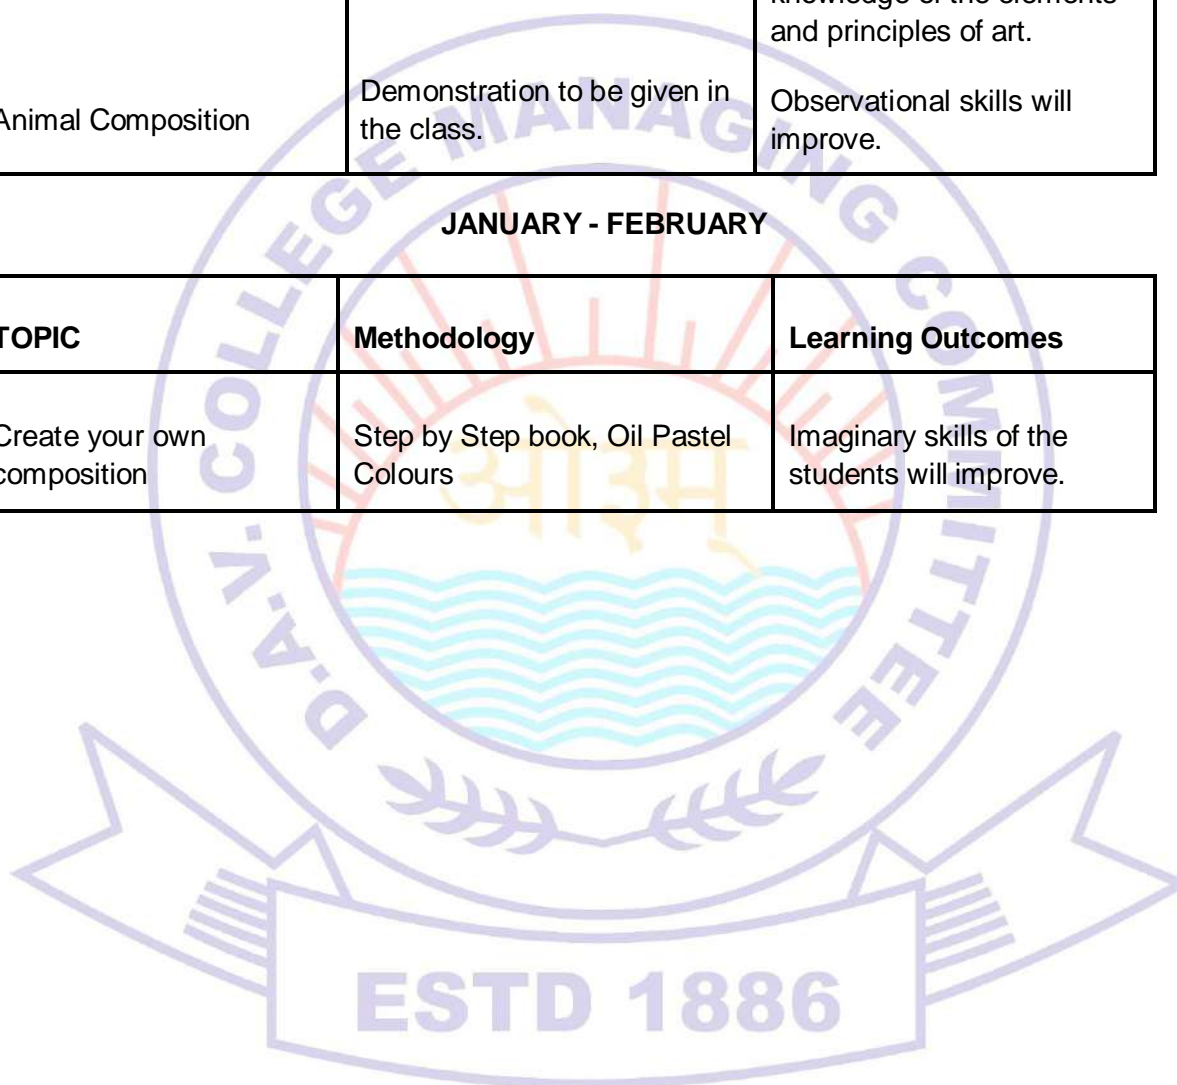 knowledge of the elements
and principles of art.
Animal Composition
Demonstration to be given in
the class.
Observational skills will
improve.
JANUARY - FEBRUARY
TOPIC
Methodology
Learning Outcomes
Create your own
composition
Step by Step book, Oil Pastel
Colours
Imaginary skills of the
students will improve.
D.A.V. COLLEGE MANAGING COMMITTEE
ओ३म्
ESTD 1886